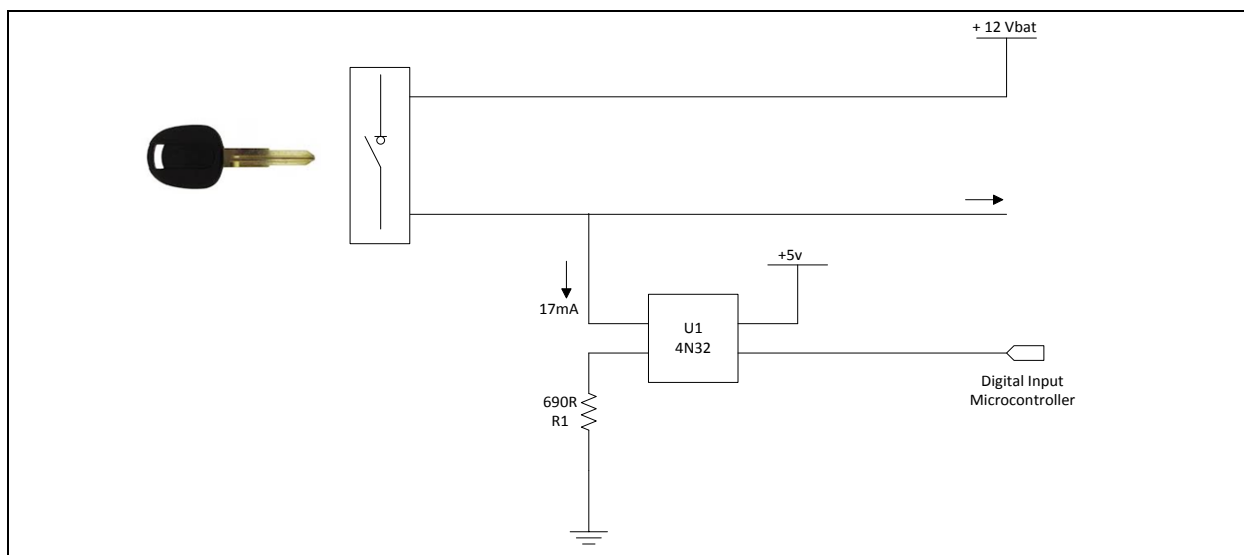 + 12 Vbat
+5v
17mA
U1
4N32
690R
R1
Digital Input
Microcontroller